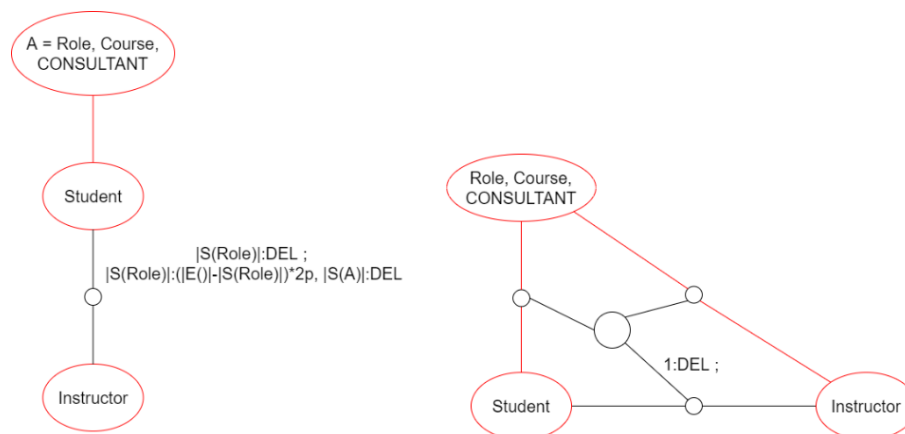 A = Role, Course,
CONSULTANT
Student
|S(Role)|:DEL ;
|S(Role)|:(|E()|-|S(Role)|)*2p, |S(A)|:DEL
Instructor
Role, Course,
CONSULTANT
1:DEL ;
Student
Instructor